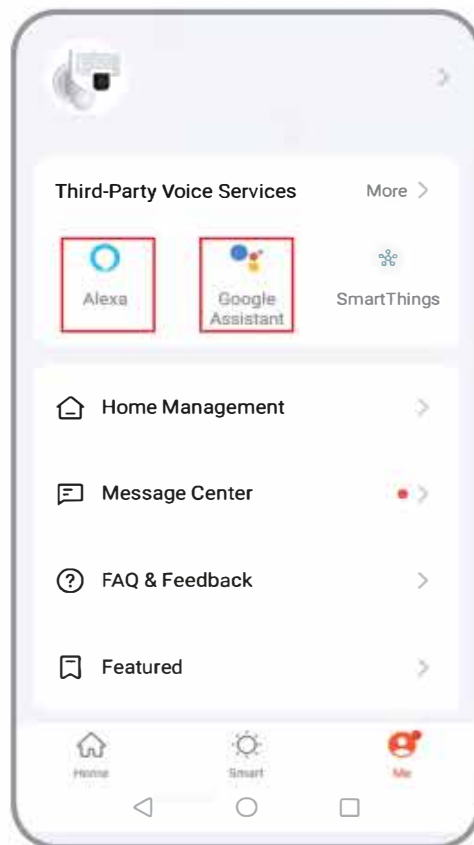 Third-Party Voice Services More
Alexa Google Assistant SmartThings
Home Management
Message Center
FAQ & Feedback
Featured
Home Smart Me